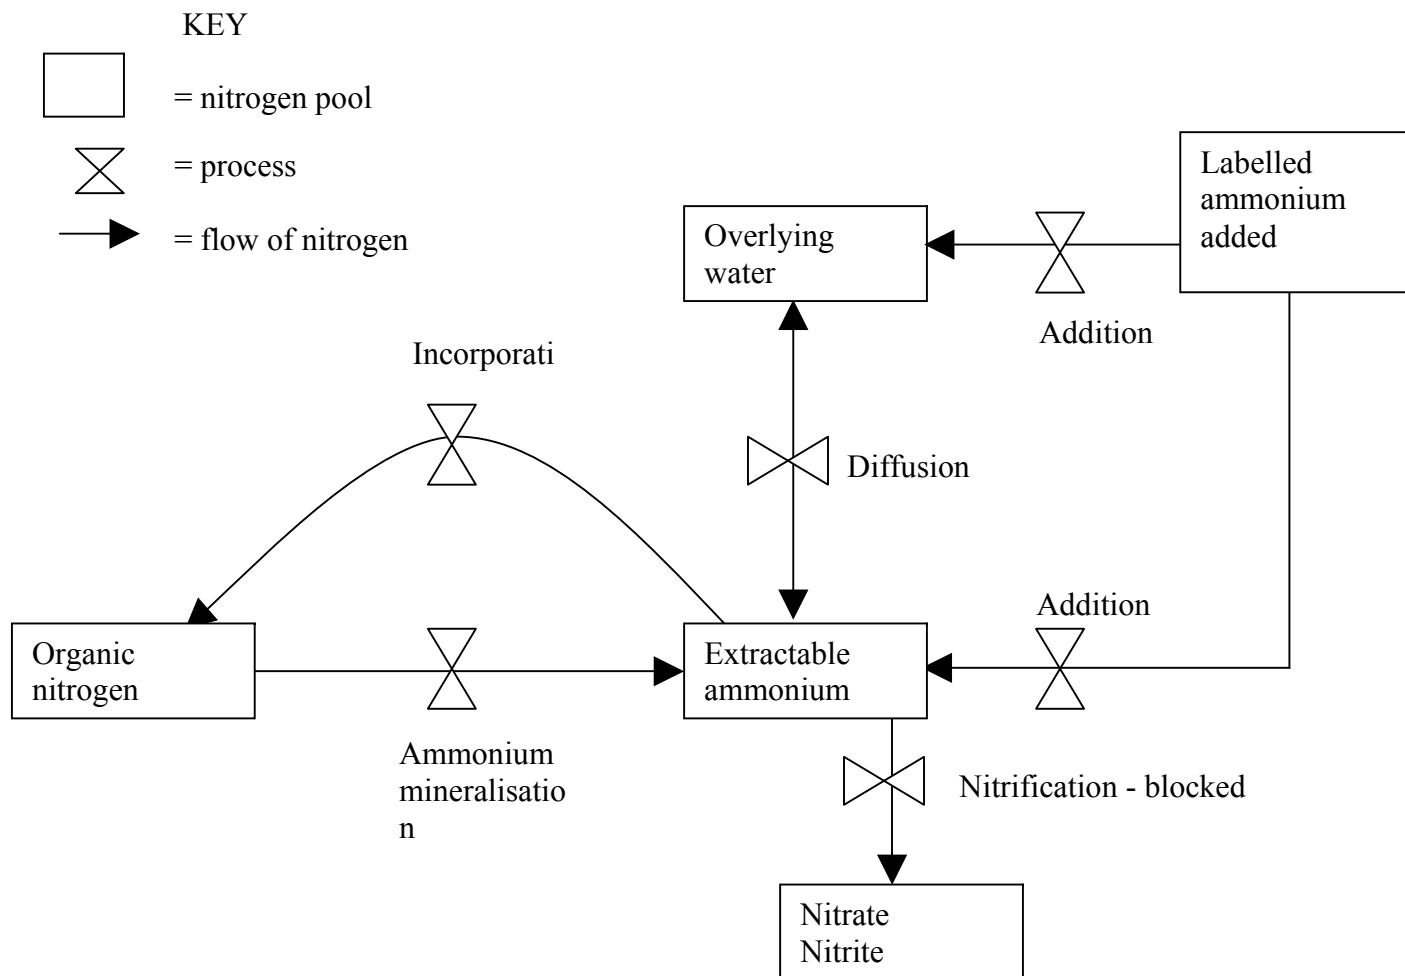 KEY
= nitrogen pool
= process
= flow of nitrogen
Labelled
ammonium
added
Overlying
water
Addition
Incorporati
Diffusion
Addition
Organic
nitrogen
Extractable
ammonium
Ammonium
mineralisatio
n
Nitrification - blocked
Nitrate
Nitrite